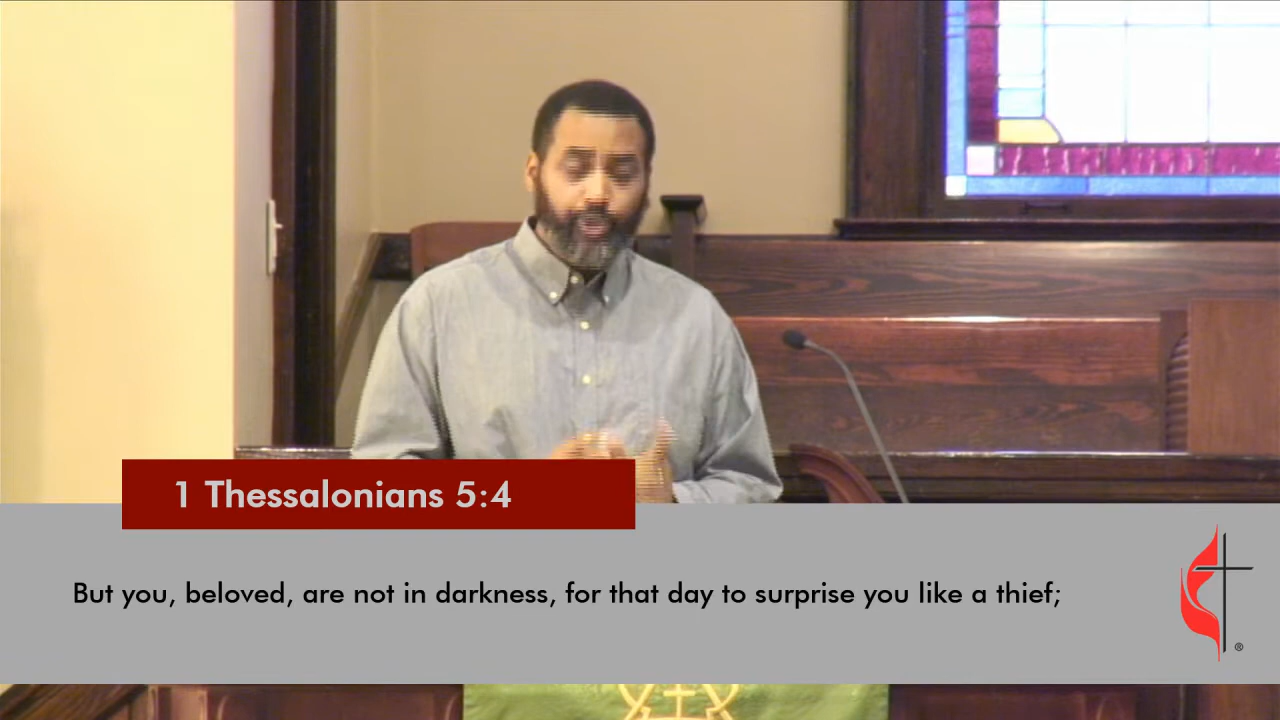 1 Thessalonians 5:4
But you, beloved, are not in darkness, for that day to surprise you like a thief;
®